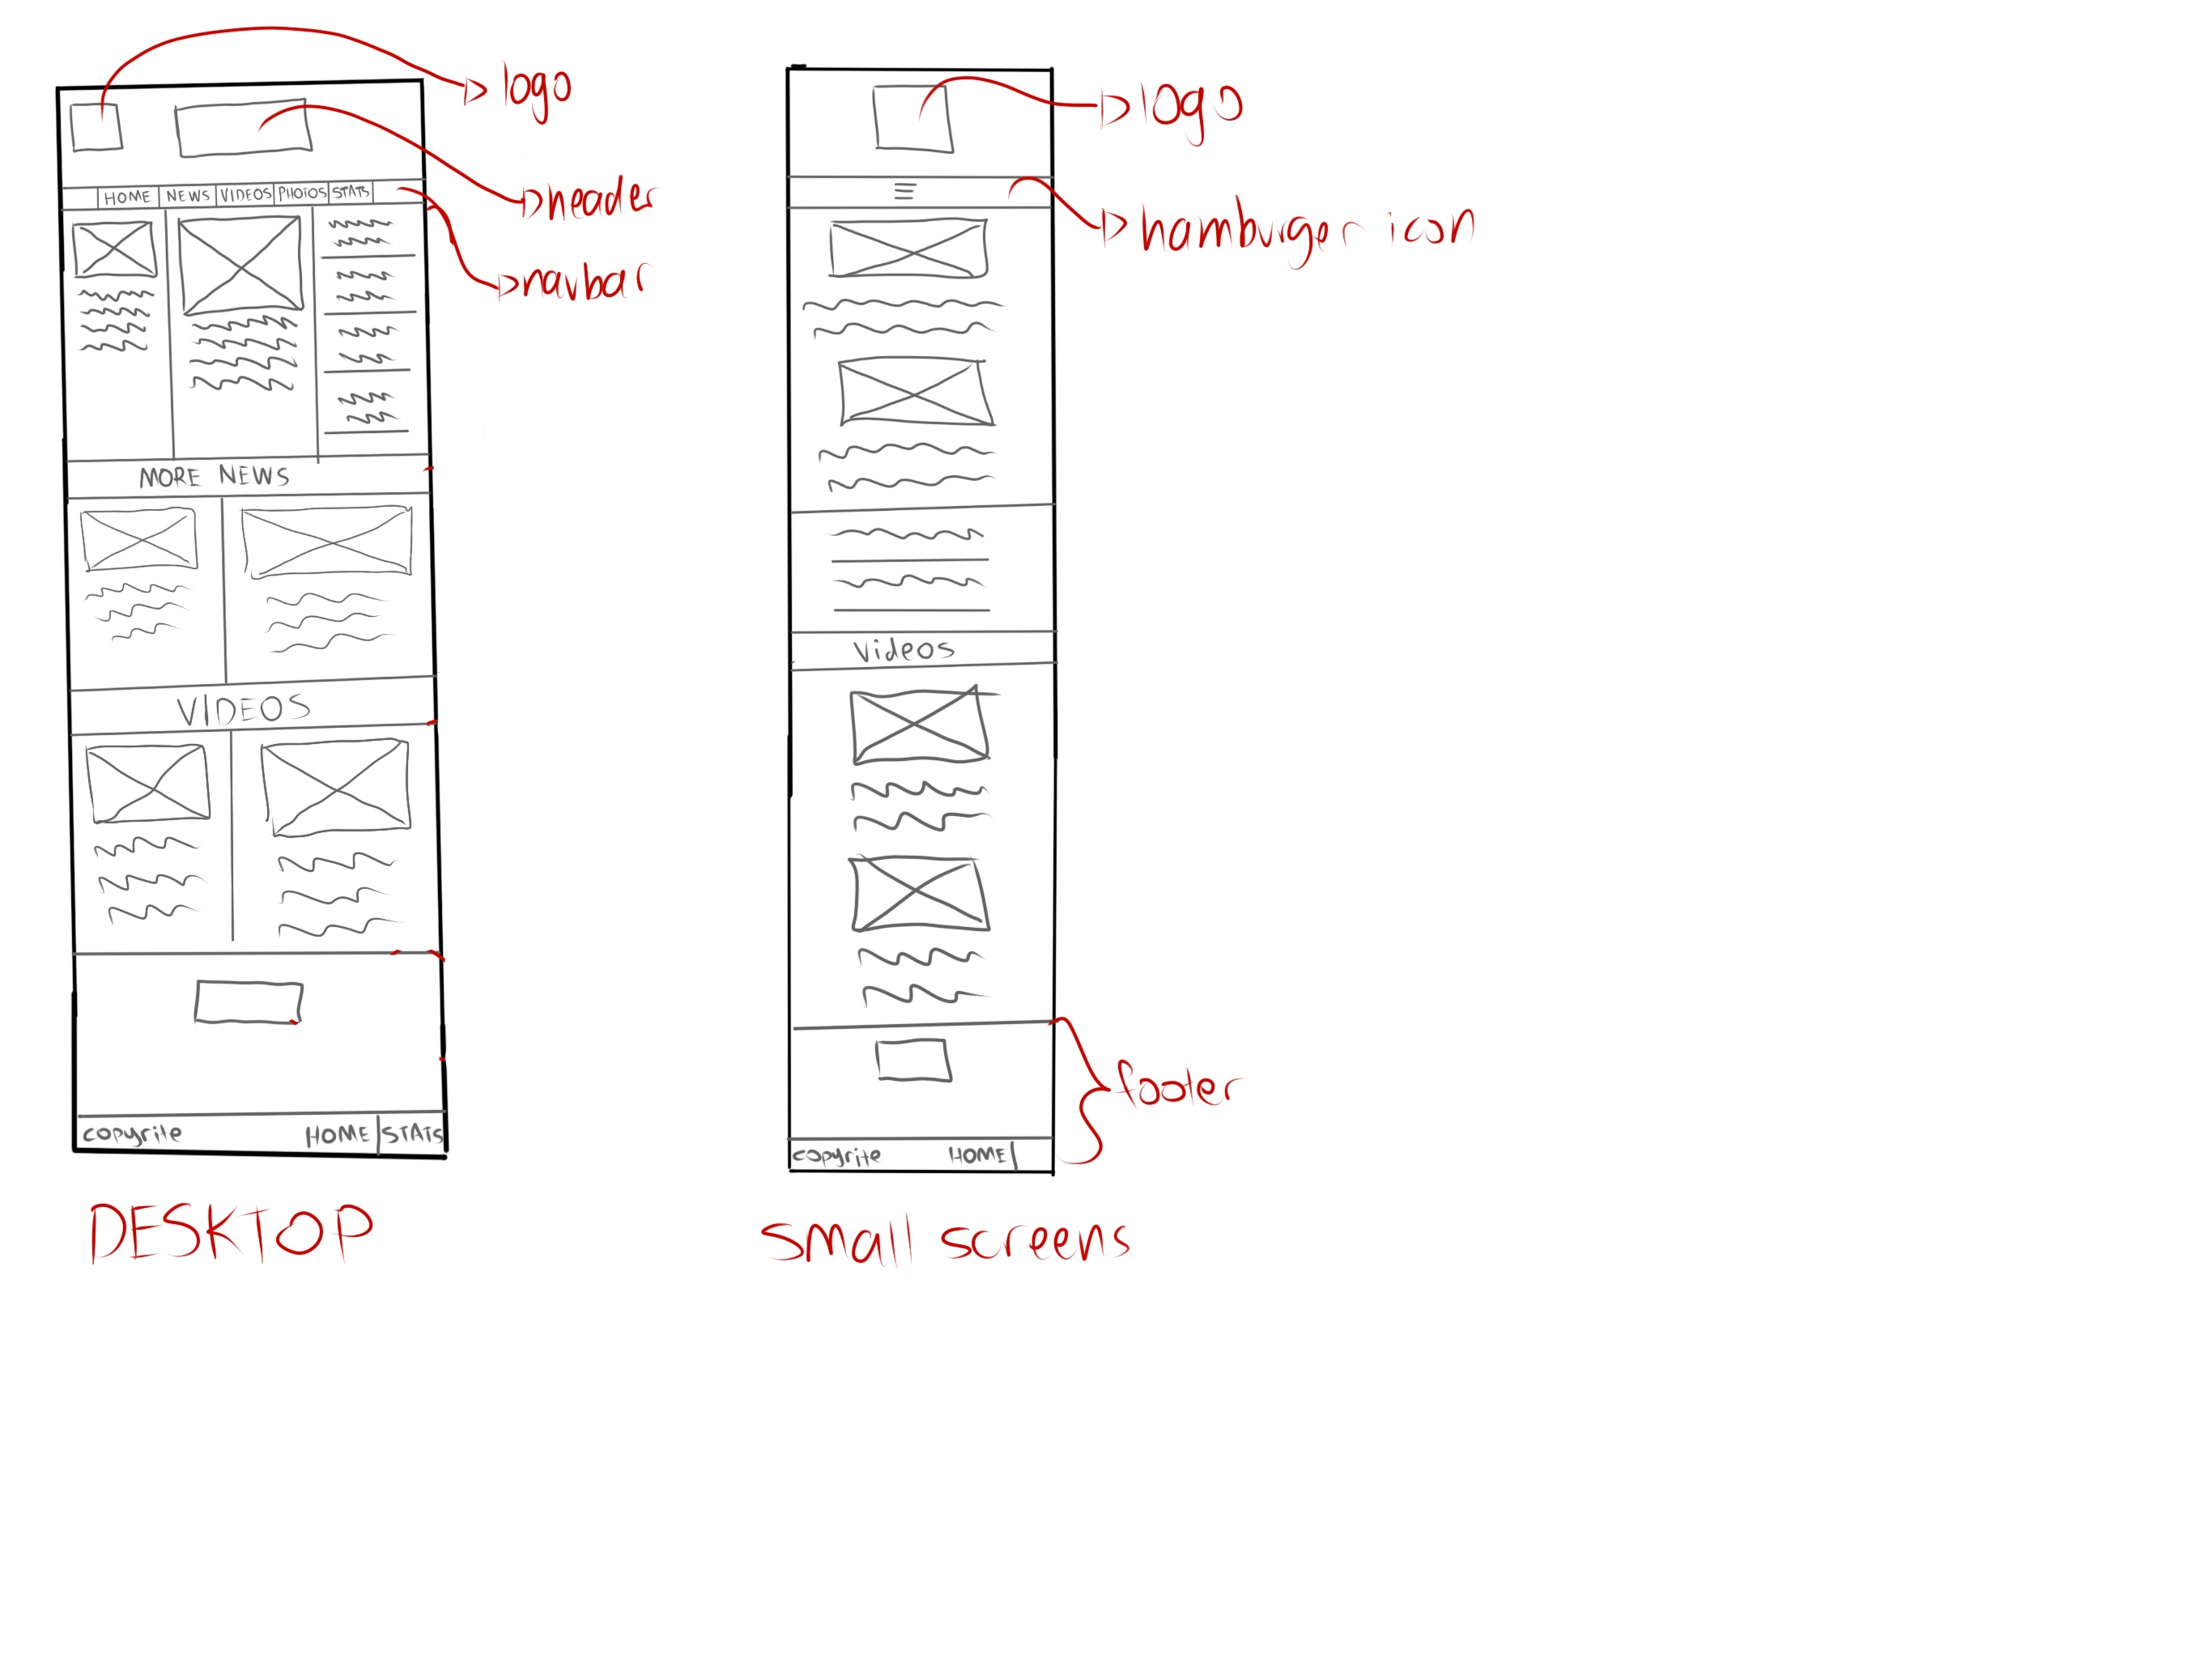 logo
header
HOME NEWS VIDEOS PHOTOS STATS
navbar
MORE NEWS
VIDEOS
copyrite HOME STATS
DESKTOP
logo
hamburger icon
Videos
footer
copyrite HOME
Small screens